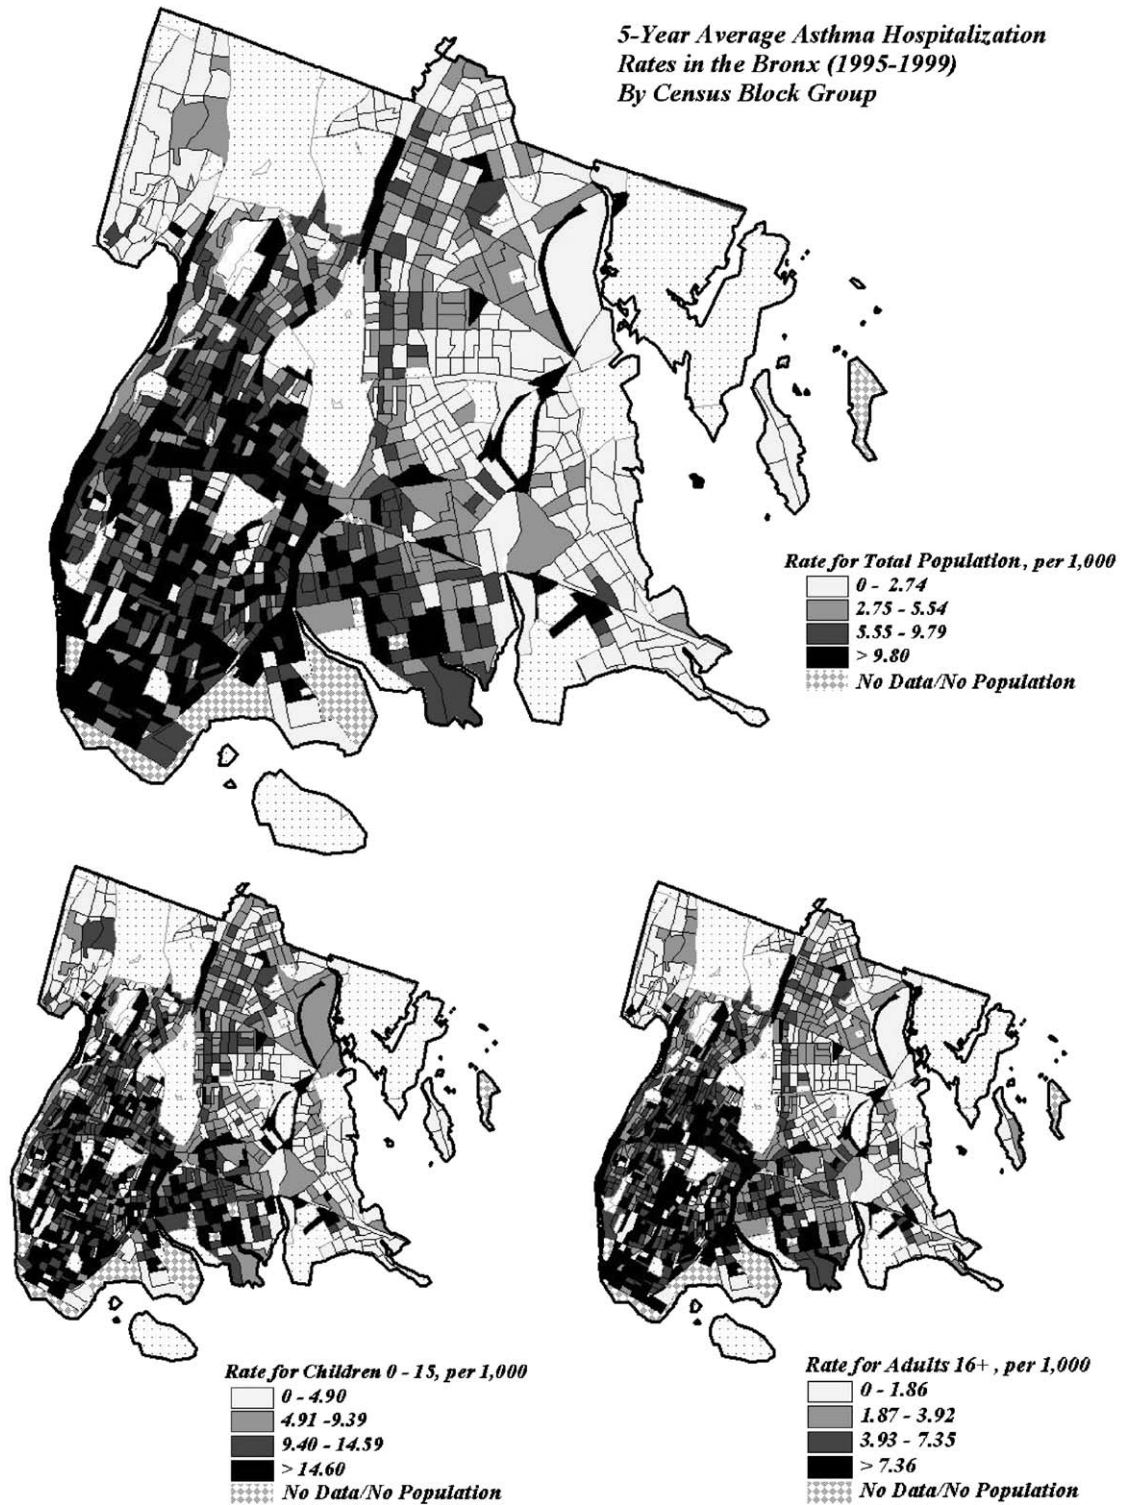 5-Year Average Asthma Hospitalization
Rates in the Bronx (1995-1999)
By Census Block Group
Rate for Total Population, per 1,000
0 - 2.74
2.75 - 5.54
5.55 - 9.79
> 9.80
No Data/No Population
Rate for Children 0 - 15, per 1,000
0 - 4.90
4.91 -9.39
9.40 - 14.59
> 14.60
No Data/No Population
Rate for Adults 16+ , per 1,000
0 - 1.86
1.87 - 3.92
3.93 - 7.35
> 7.36
No Data/No Population